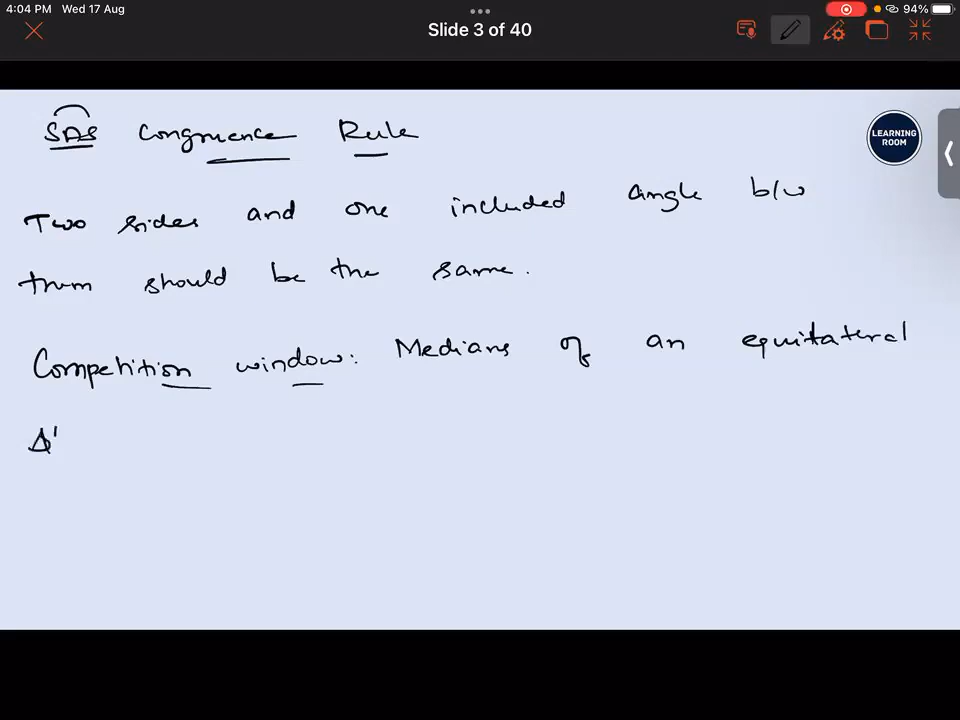 4:04 PM Wed 17 Aug
94%
Slide 3 of 40
SAS Congruence Rule
LEARNING ROOM
Two sides and one included angle b/w
them should be the same.
Competition window: Medians of an equilateral
Δ'